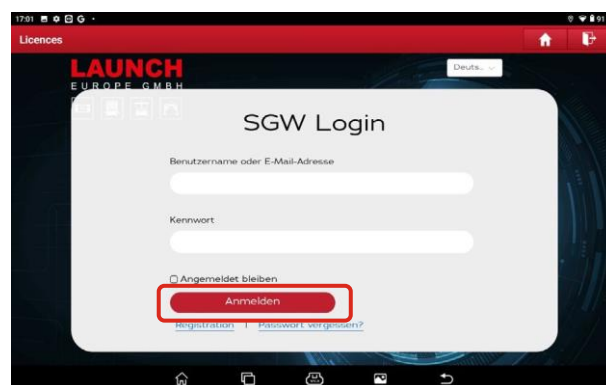 17:01 G · 91
Licences
LAUNCH
Deuts..
EUROPE GMBH
SGW Login
Benutzername oder E-Mail-Adresse
Kennwort
Angemeldet bleiben
Anmelden
Registration | Passwort vergessen?